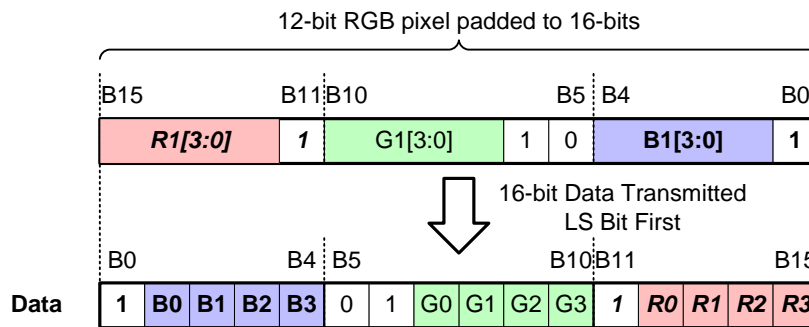 12-bit RGB pixel padded to 16-bits
B15 B11 B10 B5 B4 B0
R1[3:0] 1 G1[3:0] 1 0 B1[3:0] 1
16-bit Data Transmitted
LS Bit First
B0 B4 B5 B10 B11 B15
Data 1 B0 B1 B2 B3 0 1 G0 G1 G2 G3 1 R0 R1 R2 R3